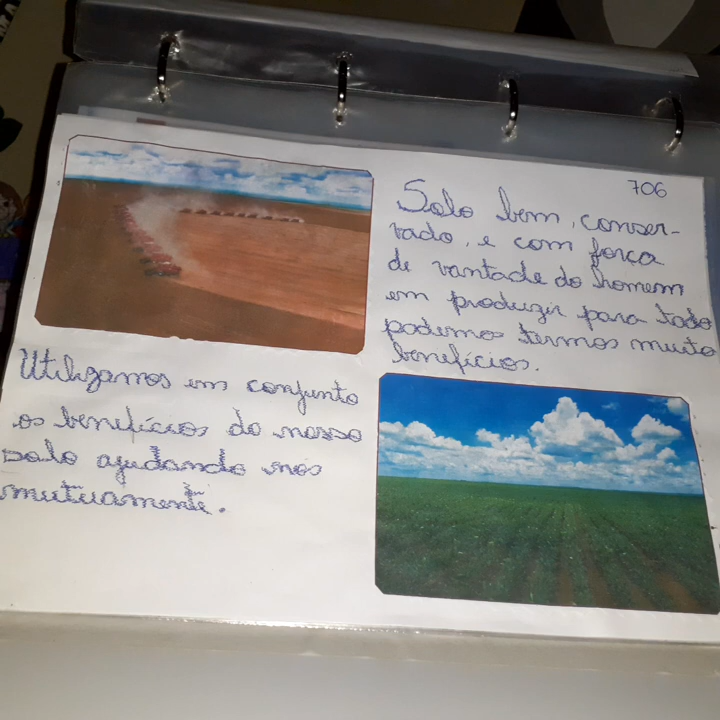 706
Solo bem, conser-
vado, e com força
de vantade do homem
em produzir para todo
podemos termos muito
benefícios.
Utilizamos em conjunto
os benefícios do nosso
solo ajudando nos
mutuamente.